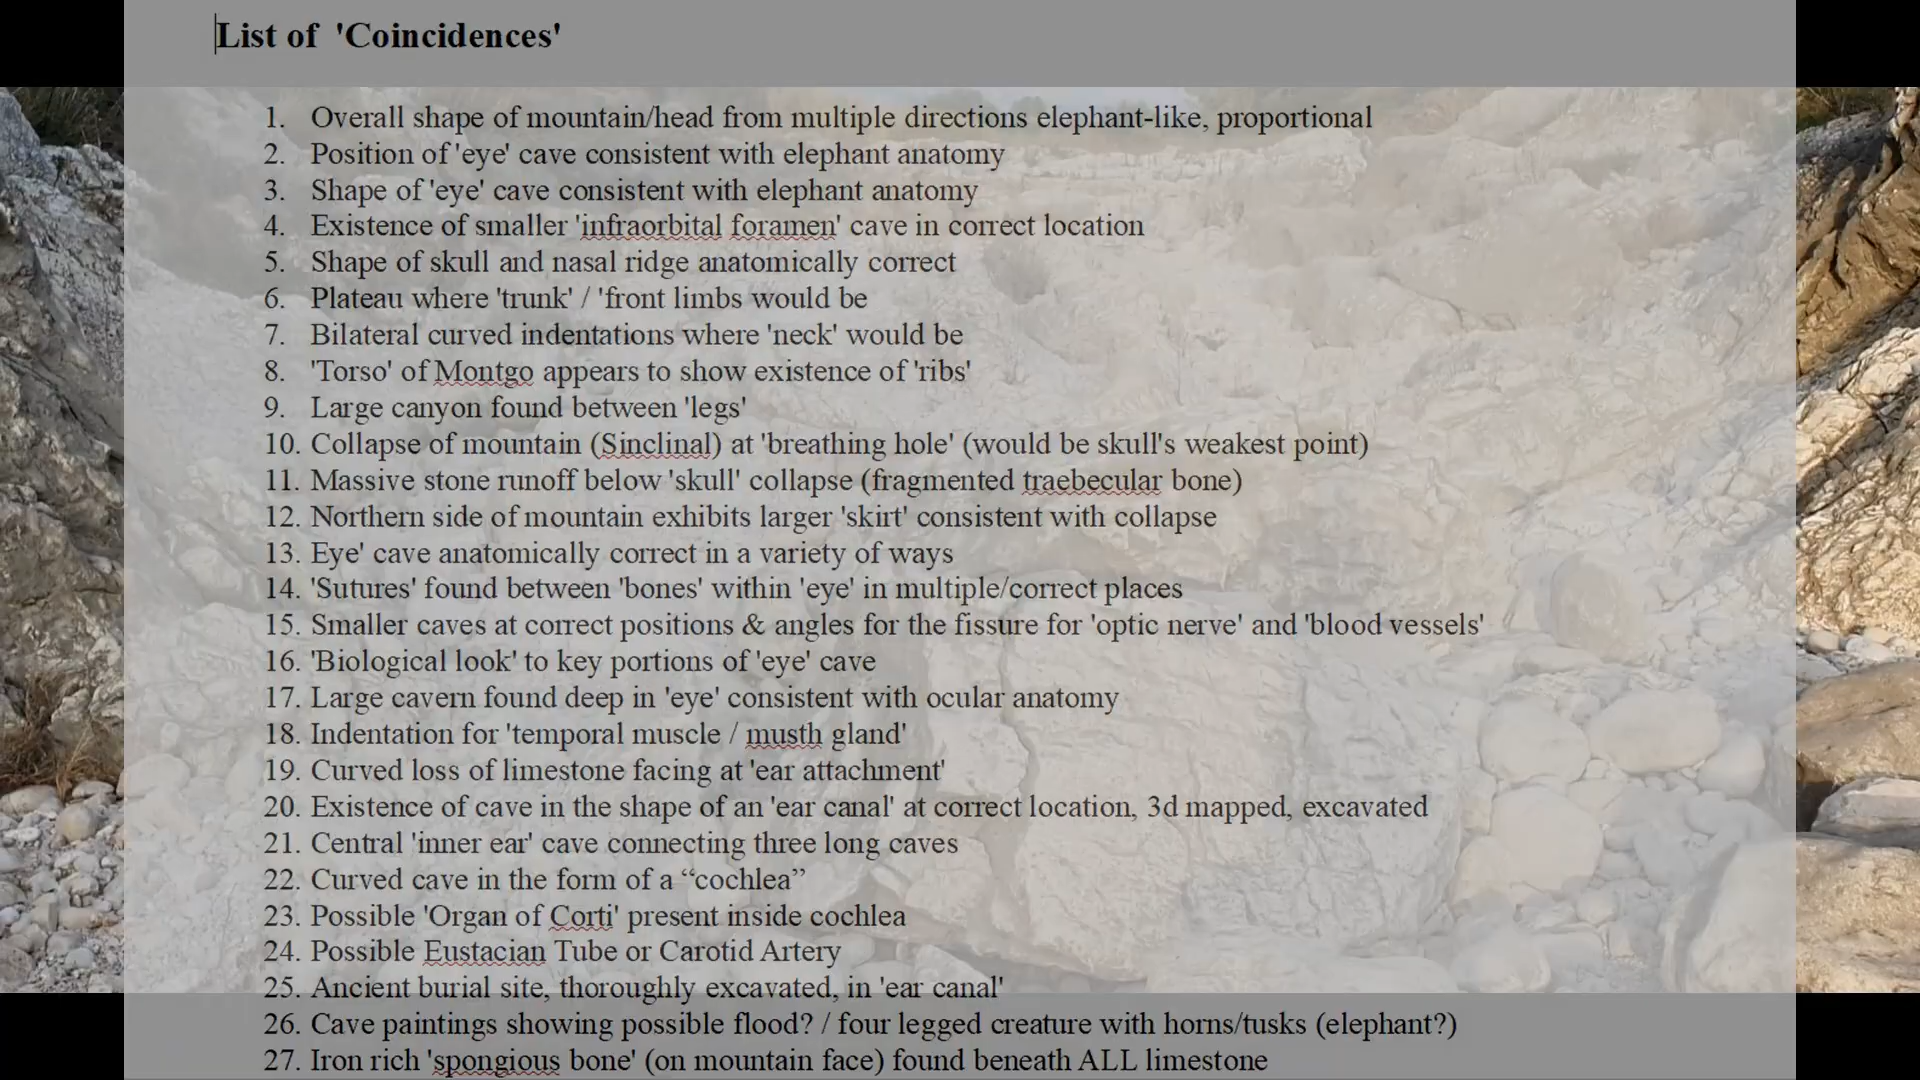 List of 'Coincidences'
1. Overall shape of mountain/head from multiple directions elephant-like, proportional
2. Position of 'eye' cave consistent with elephant anatomy
3. Shape of 'eye' cave consistent with elephant anatomy
4. Existence of smaller 'infraorbital foramen' cave in correct location
5. Shape of skull and nasal ridge anatomically correct
6. Plateau where 'trunk' / 'front limbs would be
7. Bilateral curved indentations where 'neck' would be
8. 'Torso' of Montgo appears to show existence of 'ribs'
9. Large canyon found between 'legs'
10. Collapse of mountain (Sinclinal) at 'breathing hole' (would be skull's weakest point)
11. Massive stone runoff below 'skull' collapse (fragmented traebecular bone)
12. Northern side of mountain exhibits larger 'skirt' consistent with collapse
13. Eye' cave anatomically correct in a variety of ways
14. 'Sutures' found between 'bones' within 'eye' in multiple/correct places
15. Smaller caves at correct positions & angles for the fissure for 'optic nerve' and 'blood vessels'
16. 'Biological look' to key portions of 'eye' cave
17. Large cavern found deep in 'eye' consistent with ocular anatomy
18. Indentation for 'temporal muscle / musth gland'
19. Curved loss of limestone facing at 'ear attachment'
20. Existence of cave in the shape of an 'ear canal' at correct location, 3d mapped, excavated
21. Central 'inner ear' cave connecting three long caves
22. Curved cave in the form of a “cochlea”
23. Possible 'Organ of Corti' present inside cochlea
24. Possible Eustacian Tube or Carotid Artery
25. Ancient burial site, thoroughly excavated, in 'ear canal'
26. Cave paintings showing possible flood? / four legged creature with horns/tusks (elephant?)
27. Iron rich 'spongious bone' (on mountain face) found beneath ALL limestone